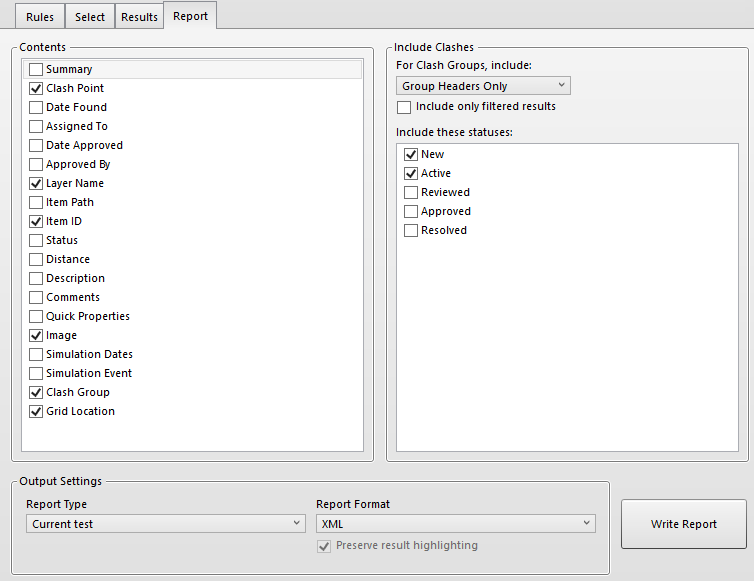 Rules Select Results Report
Contents
Summary
Clash Point
Date Found
Assigned To
Date Approved
Approved By
Layer Name
Item Path
Item ID
Status
Distance
Description
Comments
Quick Properties
Image
Simulation Dates
Simulation Event
Clash Group
Grid Location
Include Clashes
For Clash Groups, include:
Group Headers Only
Include only filtered results
Include these statuses:
New
Active
Reviewed
Approved
Resolved
Output Settings
Report Type
Current test
Report Format
XML
Preserve result highlighting
Write Report